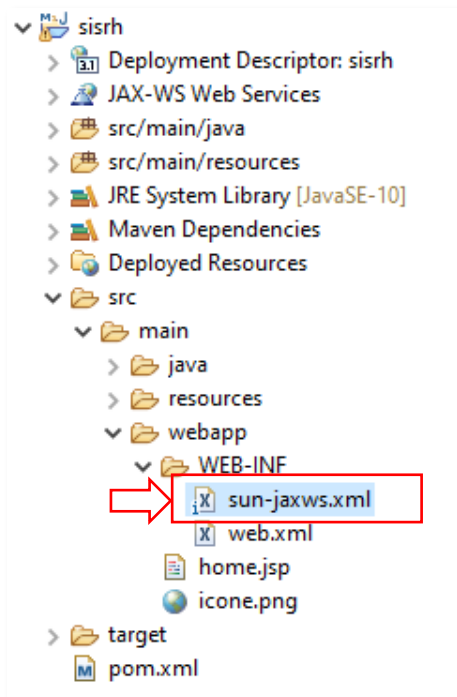 sisrh
Deployment Descriptor: sisrh
JAX-WS Web Services
src/main/java
src/main/resources
JRE System Library [JavaSE-10]
Maven Dependencies
Deployed Resources
src
main
java
resources
webapp
WEB-INF
sun-jaxws.xml
web.xml
home.jsp
icone.png
target
pom.xml